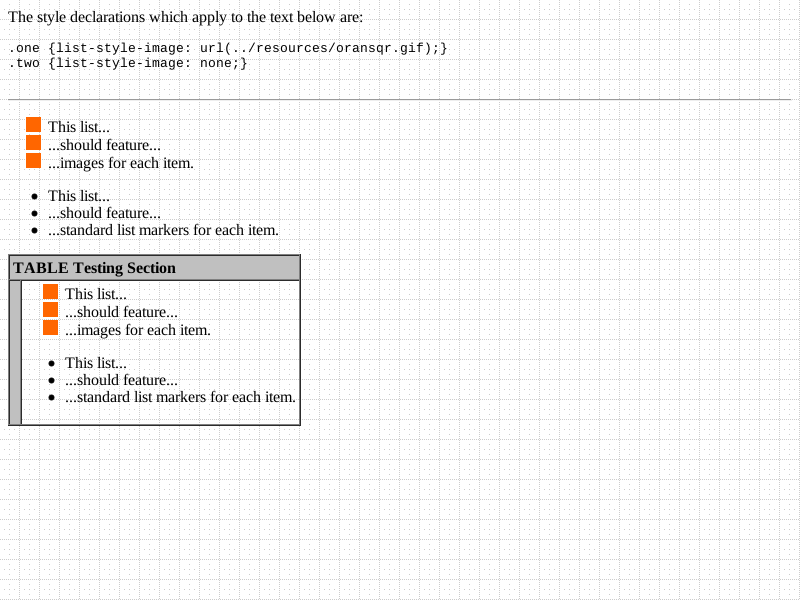 The style declarations which apply to the text below are:
.one {list-style-image: url(../resources/oransqr.gif);}
.two {list-style-image: none;}
This list...
...should feature...
...images for each item.
This list...
...should feature...
...standard list markers for each item.
TABLE Testing Section
This list...
...should feature...
...images for each item.
This list...
...should feature...
...standard list markers for each item.